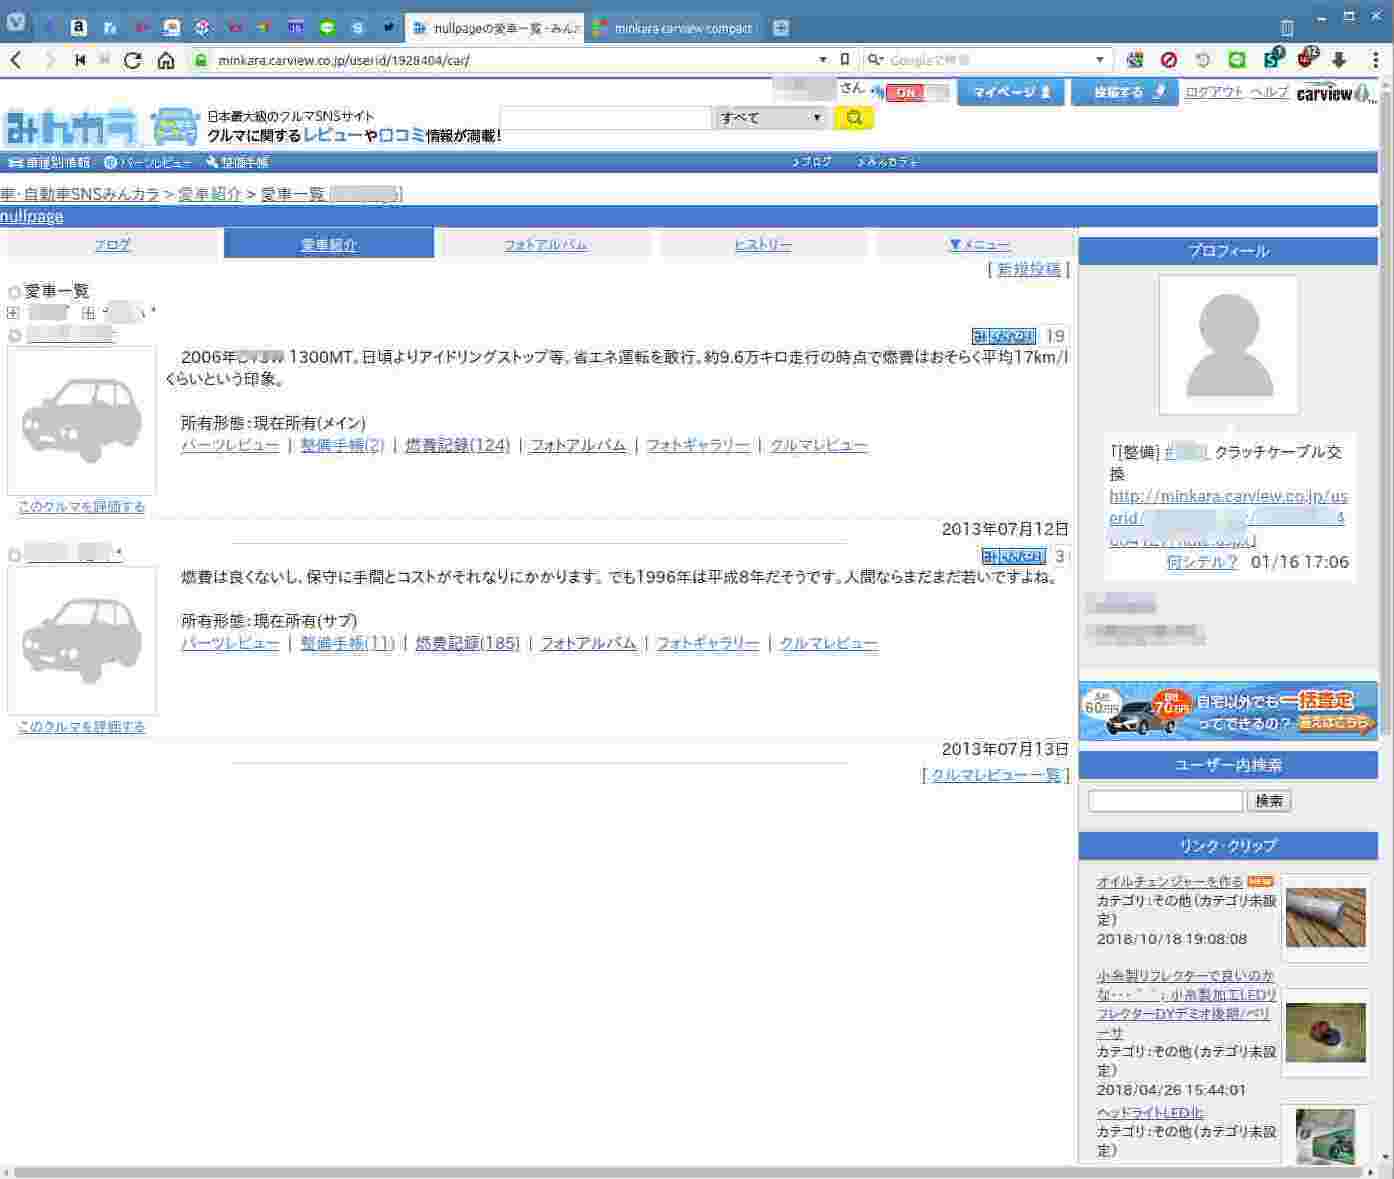 nullpageの愛車一覧 - みんカ
minkara carview compact
minkara.carview.co.jp/userid/1928404/car/
Googleで検索
さん
ON
マイページ
投稿する
ログアウト ヘルプ
carview
みんカラ
日本最大級のクルマSNSサイト
クルマに関するレビューや口コミ情報が満載!
すべて
車種別情報 パーツレビュー 整備手帳 ブログ みんカラ+
車・自動車SNSみんカラ > 愛車紹介 > 愛車一覧 [ ]
nullpage
ブログ 愛車紹介 フォトアルバム ヒストリー ▼メニュー
[ 新規投稿 ]
愛車一覧
19
2006年 1300MT。日頃よりアイドリングストップ等、省エネ運転を敢行。約9.6万キロ走行の時点で燃費はおそらく平均17km/l
くらいという印象。
所有形態:現在所有(メイン)
パーツレビュー | 整備手帳(2) | 燃費記録(124) | フォトアルバム | フォトギャラリー | クルマレビュー
このクルマを評価する
2013年07月12日
3
燃費は良くないし、保守に手間とコストがそれなりにかかります。でも1996年は平成8年だそうです。人間ならまだまだ若いですよね。
所有形態:現在所有(サブ)
パーツレビュー | 整備手帳(11) | 燃費記録(185) | フォトアルバム | フォトギャラリー | クルマレビュー
このクルマを評価する
2013年07月13日
[ クルマレビュー一覧 ]
プロフィール
「[整備] # クラッチケーブル交
換
http://minkara.carview.co.jp/us
erid/
何シテル? 01/16 17:06
60万円
70万円
自宅以外でも一括査定
ってできるの? 答えはこちら
ユーザー内検索
検索
リンク・クリップ
オイルチェンジャーを作る NEW
カテゴリ:その他(カテゴリ未設
定)
2018/10/18 19:08:08
小糸製リフレクターで良いのか
な・・・^^; 小糸製加工LEDリ
フレクターDYデミオ後期/ベリ
ーサ
カテゴリ:その他(カテゴリ未設
定)
2018/04/26 15:44:01
ヘッドライトLED化
カテゴリ:その他(カテゴリ未設
定)